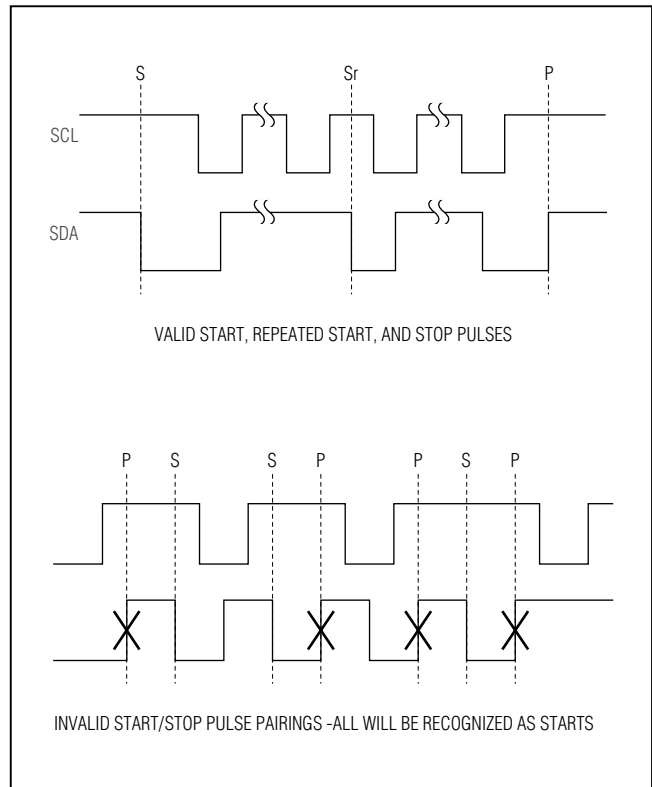 S Sr P
SCL
SDA
VALID START, REPEATED START, AND STOP PULSES
P S S P P S P
INVALID START/STOP PULSE PAIRINGS -ALL WILL BE RECOGNIZED AS STARTS